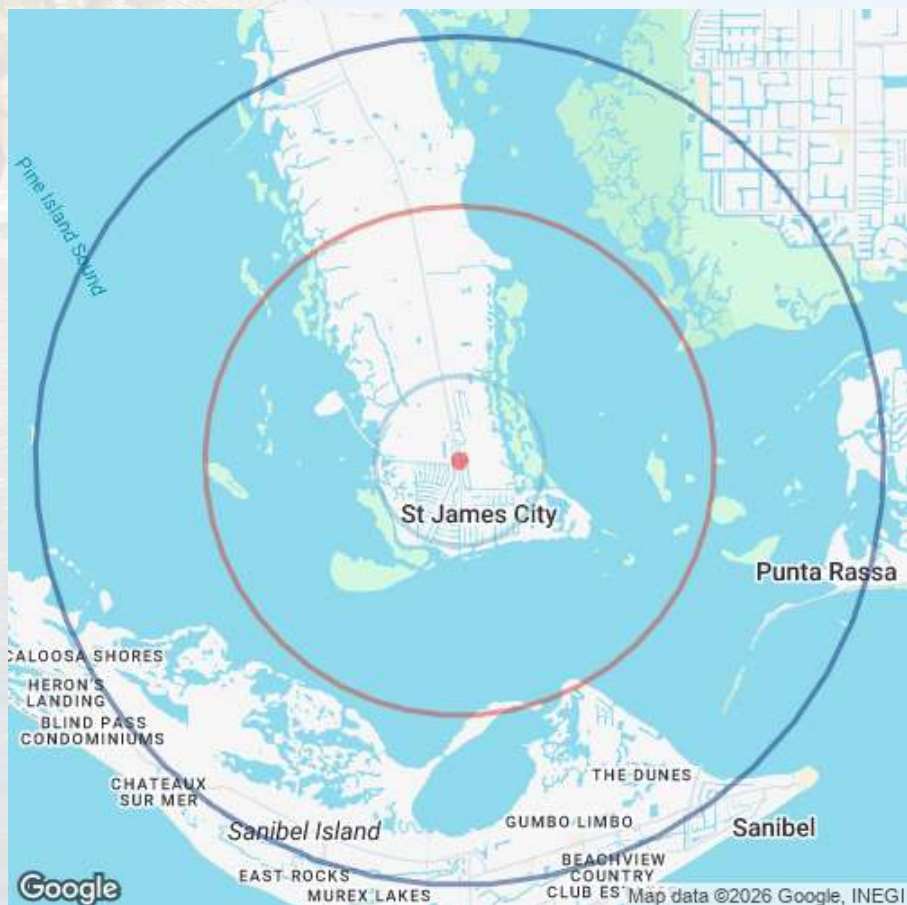 Pine Island Sound
St James City
Punta Rassa
CALOOSA SHORES
HERON'S
LANDING
BLIND PASS
CONDOMINIUMS
CHATEAUX
SUR MER
THE DUNES
Sanibel Island
GUMBO LIMBO
Sanibel
EAST ROCKS
MUREX LAKES
BEACHVIEW
COUNTRY
CLUB
Google
Map data ©2026 Google, INEGI